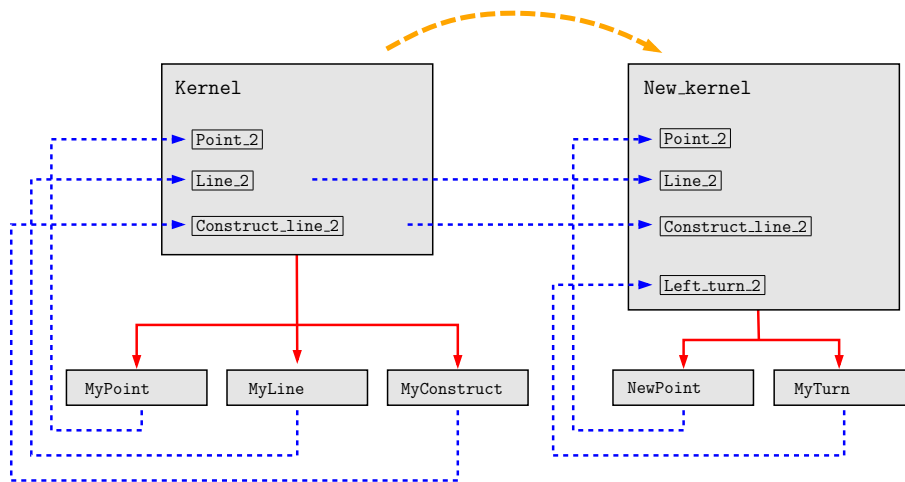 Kernel
Point_2
Line_2
Construct_line_2
MyPoint
MyLine
MyConstruct
New_kernel
Point_2
Line_2
Construct_line_2
Left_turn_2
NewPoint
MyTurn